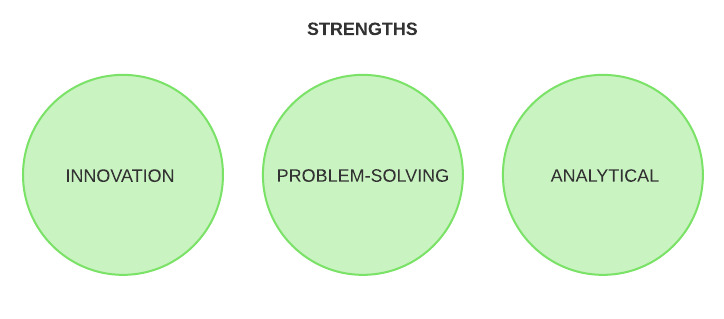 STRENGTHS
INNOVATION
PROBLEM-SOLVING
ANALYTICAL